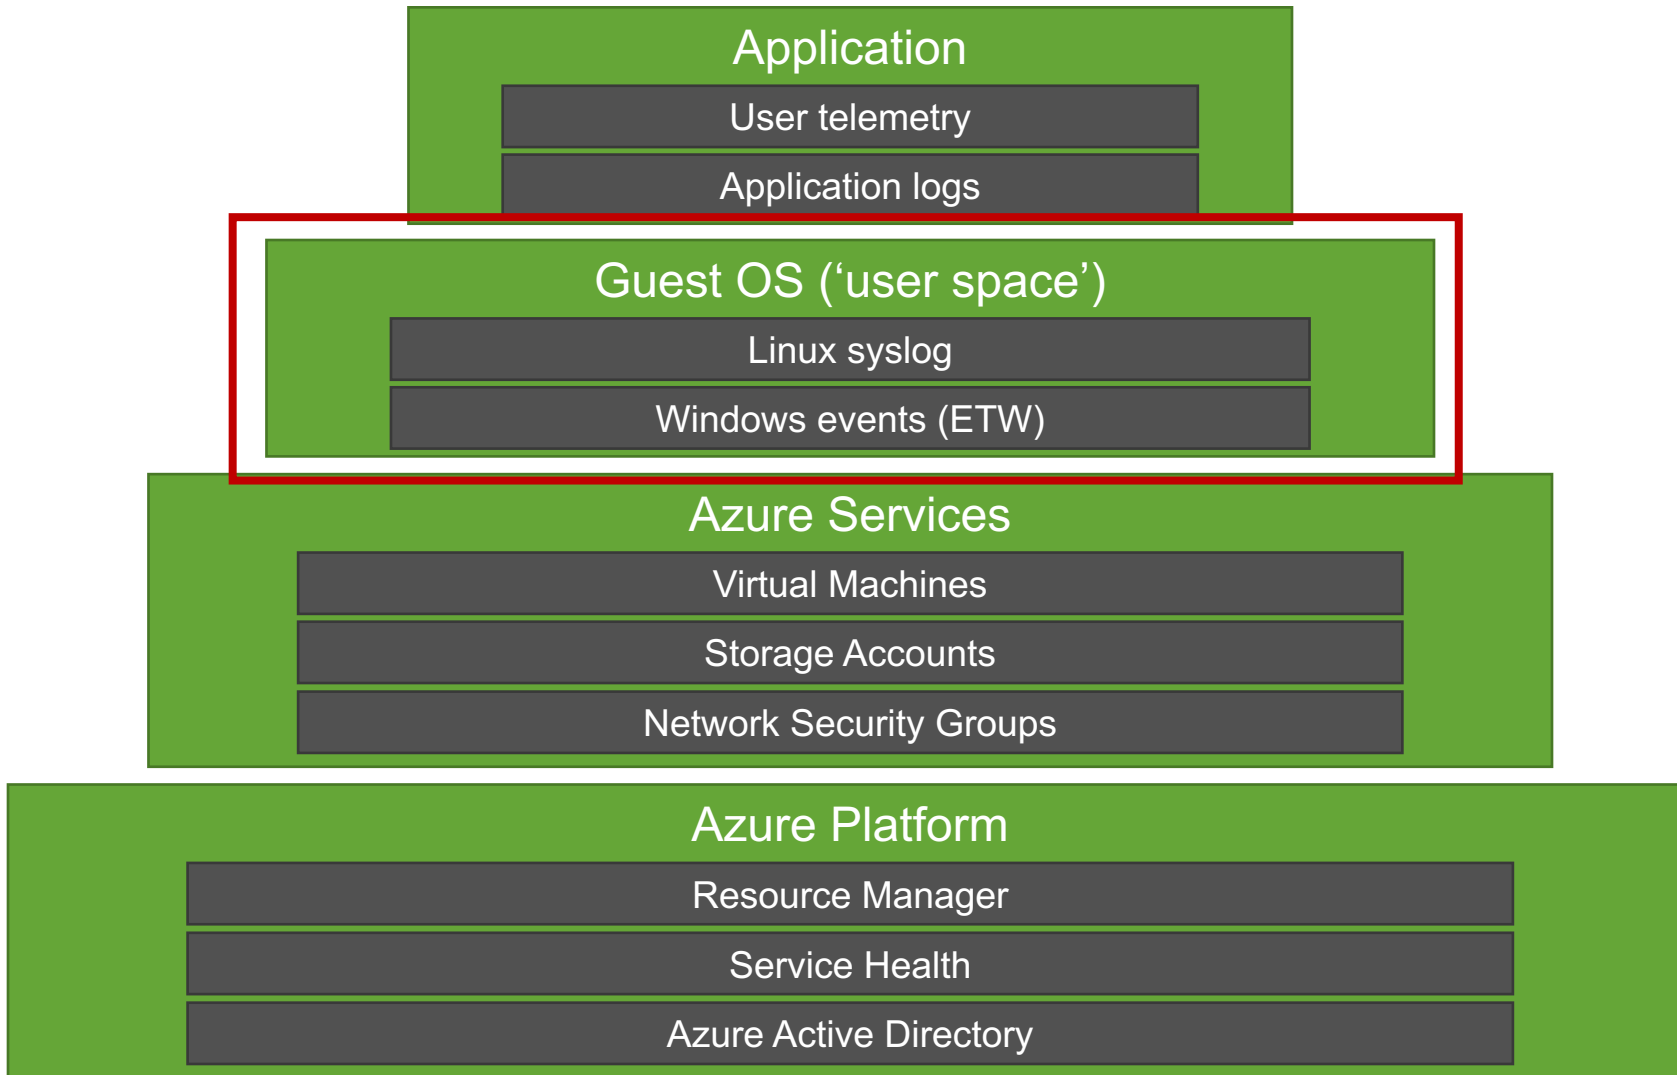 Application
User telemetry
Application logs
Guest OS (‘user space’)
Linux syslog
Windows events (ETW)
Azure Services
Virtual Machines
Storage Accounts
Network Security Groups
Azure Platform
Resource Manager
Service Health
Azure Active Directory